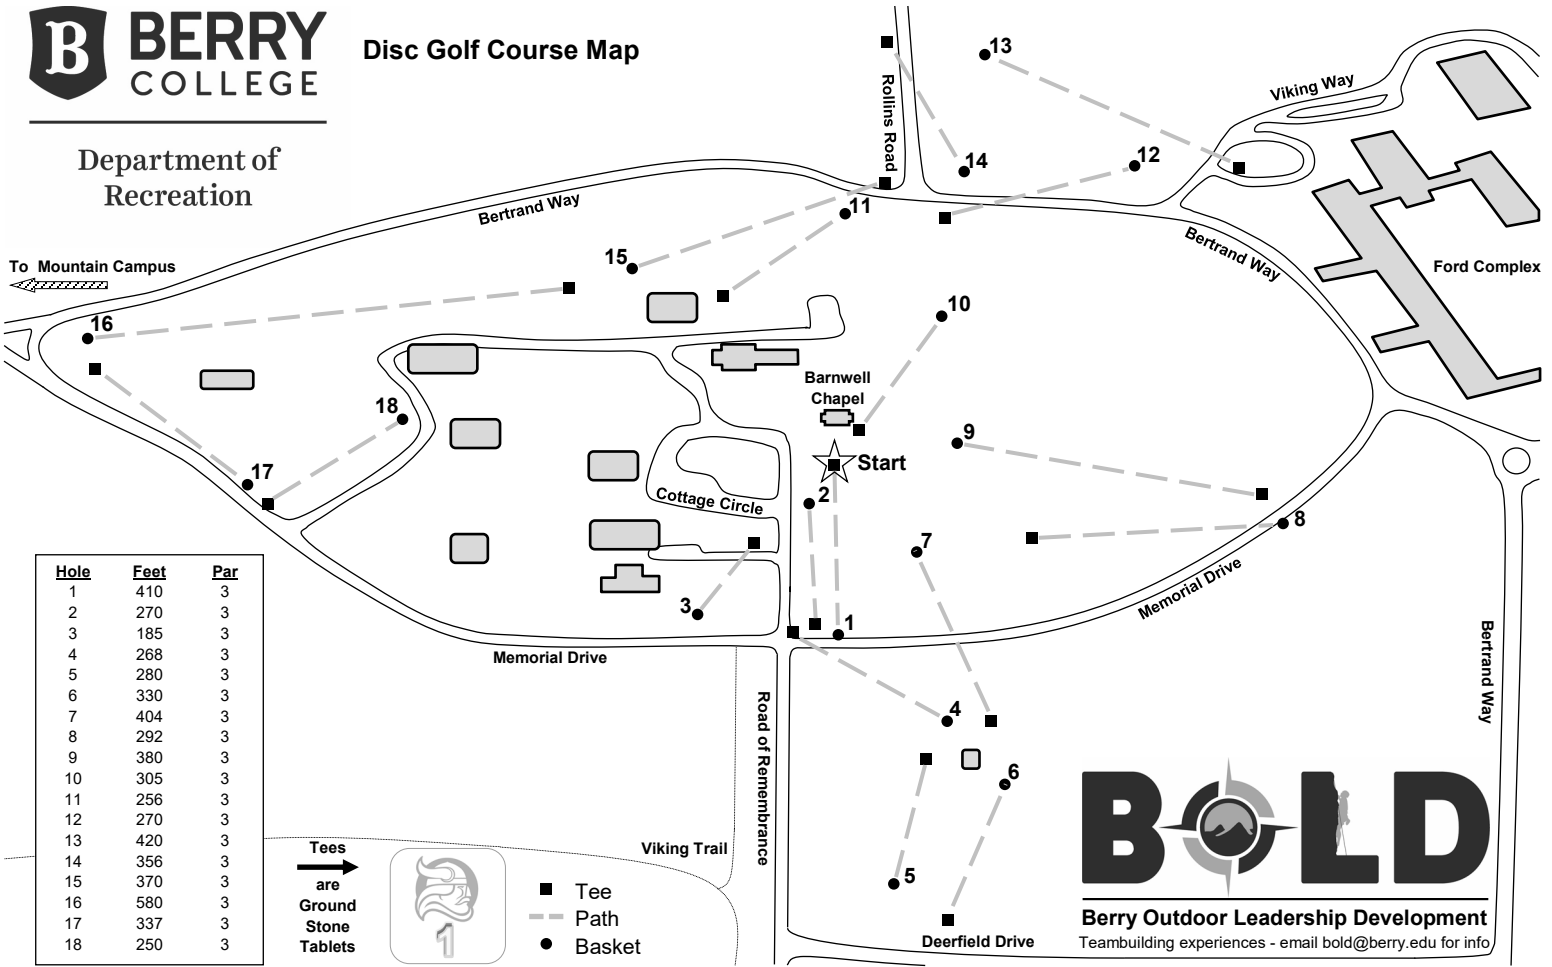 B BERRY
COLLEGE
Department of
Recreation
Disc Golf Course Map
Rollins Road
13
Viking Way
14
12
Bertrand Way
11
15
Bertrand Way
Ford Complex
To Mountain Campus
16
10
Barnwell
Chapel
18
9
Start
17
2
Cottage Circle
8
7
Memorial Drive
3
1
Memorial Drive
Road of Remembrance
4
Bertrand Way
6
5
Viking Trail
Deerfield Drive
Hole Feet Par
1 410 3
2 270 3
3 185 3
4 268 3
5 280 3
6 330 3
7 404 3
8 292 3
9 380 3
10 305 3
11 256 3
12 270 3
13 420 3
14 356 3
15 370 3
16 580 3
17 337 3
18 250 3
Tees
are
Ground
Stone
Tablets
1
Tee
Path
Basket
BOLD
Berry Outdoor Leadership Development
Teambuilding experiences - email bold@berry.edu for info